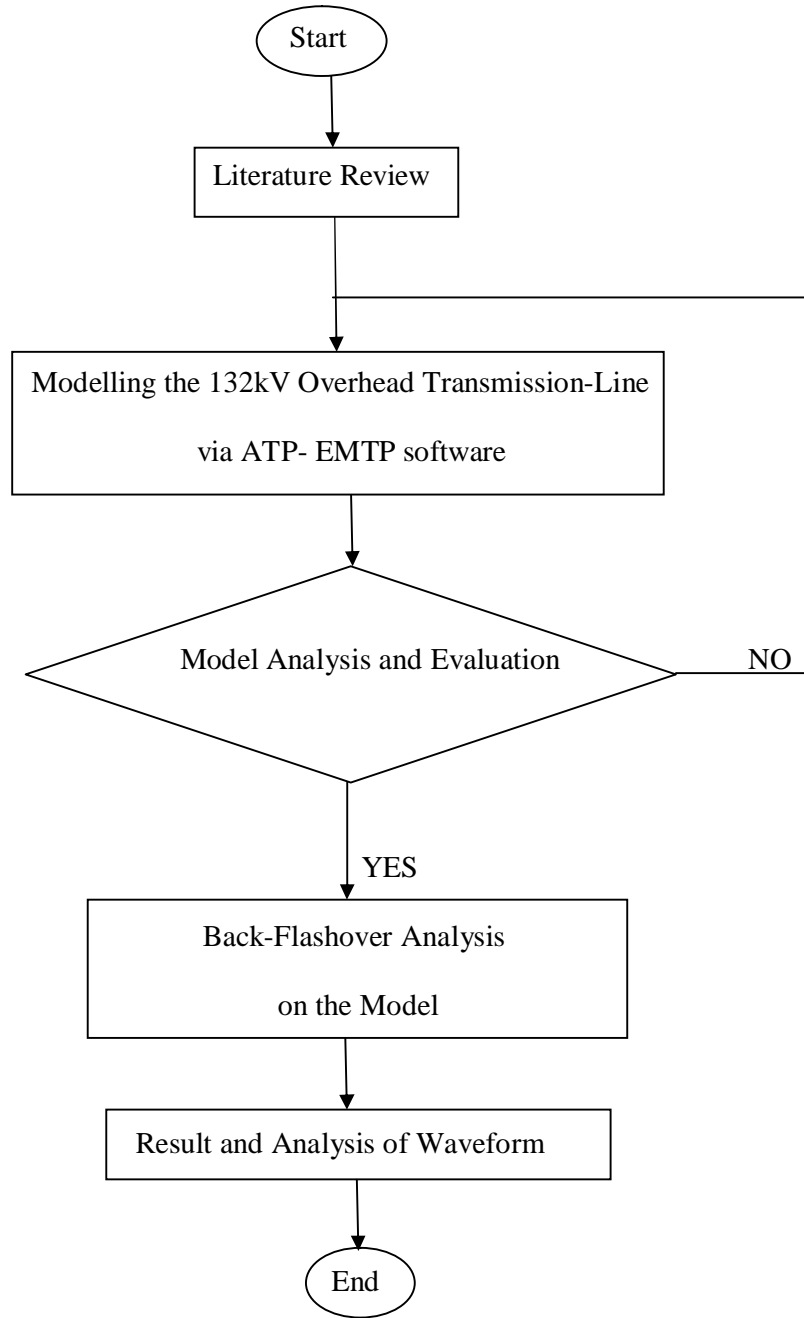 Start
Literature Review
Modelling the 132kV Overhead Transmission-Line
via ATP- EMTP software
Model Analysis and Evaluation
NO
YES
Back-Flashover Analysis
on the Model
Result and Analysis of Waveform
End